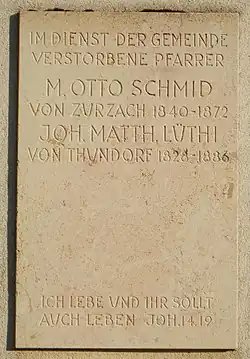 IM DIENST DER GEMEINDE
VERSTORBENE PFARRER
M. OTTO SCHMID
VON ZURZACH 1840-1872
JOH. MATTH. LÜTHI
VON THUNDORF 1828-1886
ICH LEBE UND IHR SOLLT
AUCH LEBEN JOH. 14.19